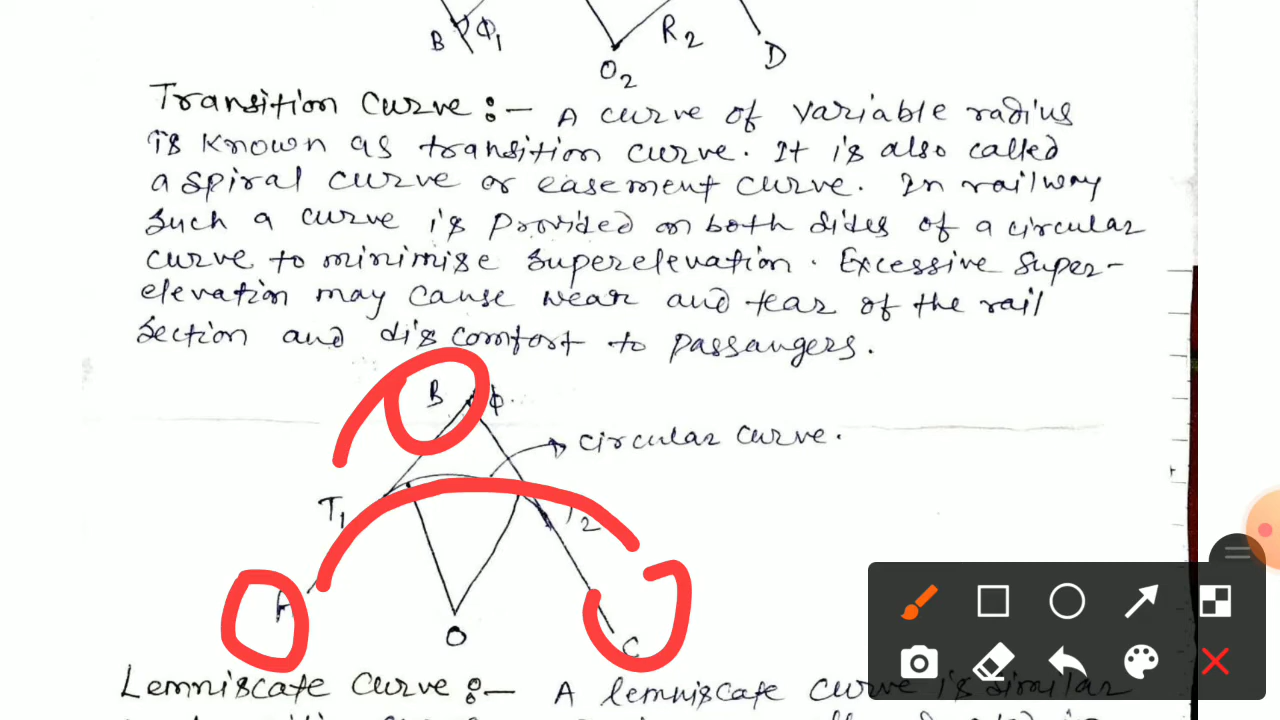 B Φ1 O2 R2 D
Transition Curve :- A curve of variable radius
is known as transition curve. It is also called
a spiral curve or easement curve. In railway
such a curve is provided on both sides of a circular
curve to minimise superelevation. Excessive super-
elevation may cause wear and tear of the rail
section and discomfort to passangers.
B Φ
circular curve.
T1
T2
A
O
C
Lemniscate Curve :- A lemniscate curve is similar